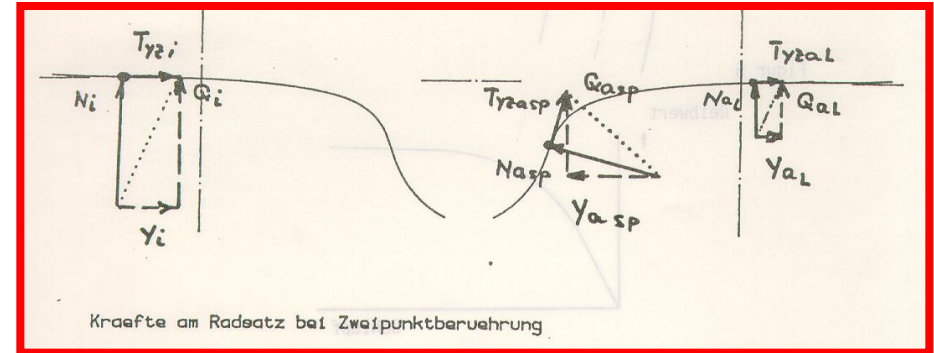 Tyzi
Ni
Qi
Yi
Tyzasp
Qasp
Nasp
Yasp
TyzaL
NaL
QaL
YaL
Kraefte am Radsatz bei Zweipunktberuehrung